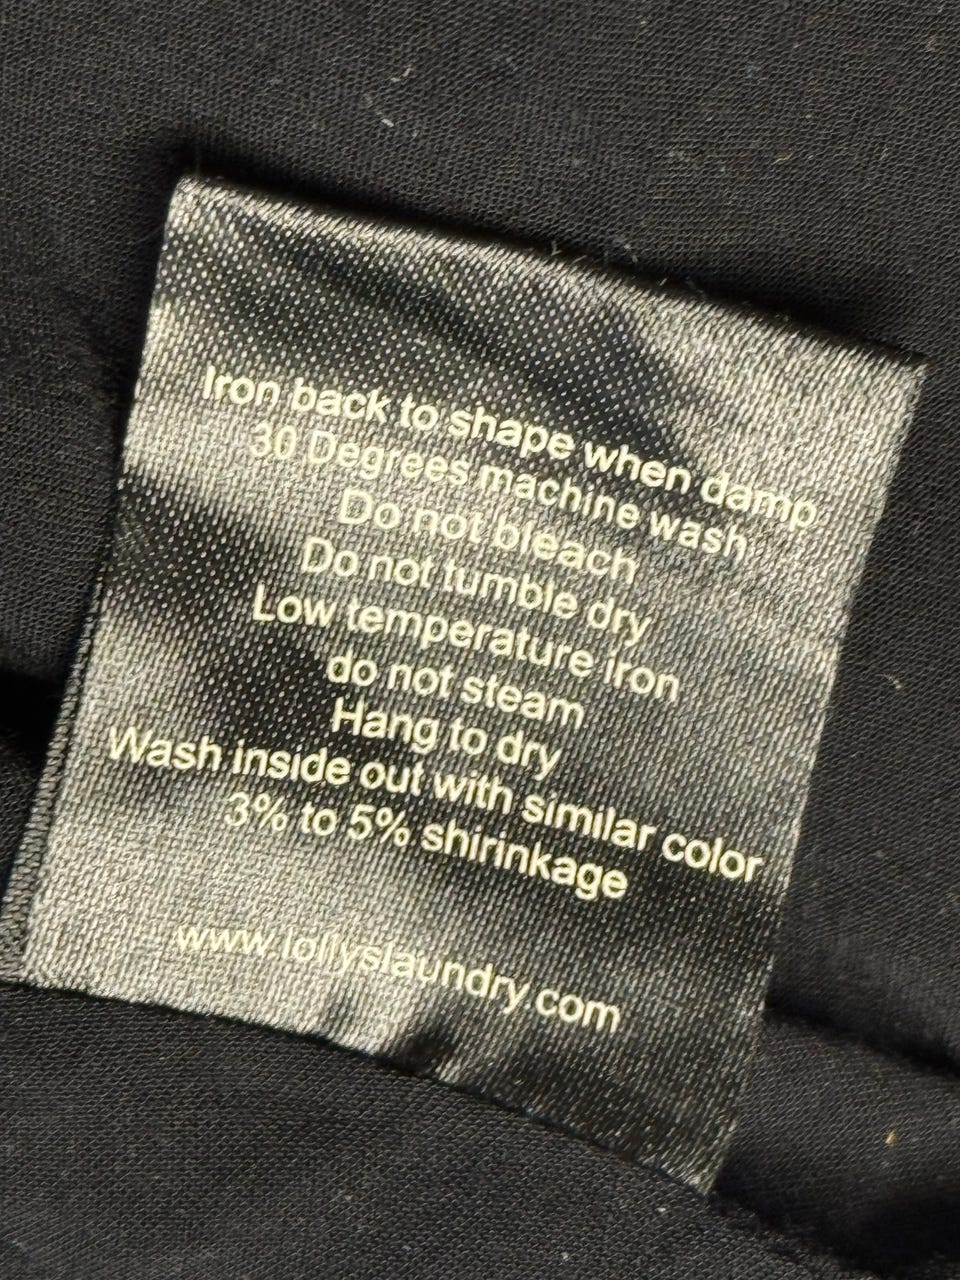 Iron back to shape when damp
30 Degrees machine wash
Do not bleach
Do not tumble dry
Low temperature iron
do not steam
Hang to dry
Wash inside out with similar color
3% to 5% shirinkage
www.lollyslaundry.com